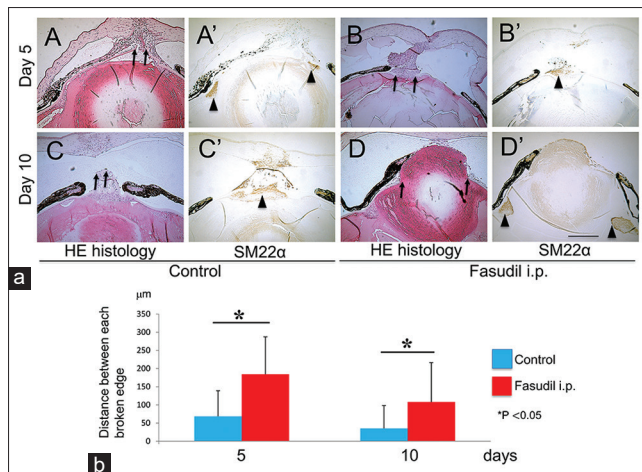 A A' B B'
Day 5
C C' D D'
Day 10
HE histology SM22α HE histology SM22α
Control Fasudil i.p.
a
μm
Distance between each
broken edge
350
300
250
200
150
100
50
0
* *
Control
Fasudil i.p.
*P <0.05
5 10 days
b